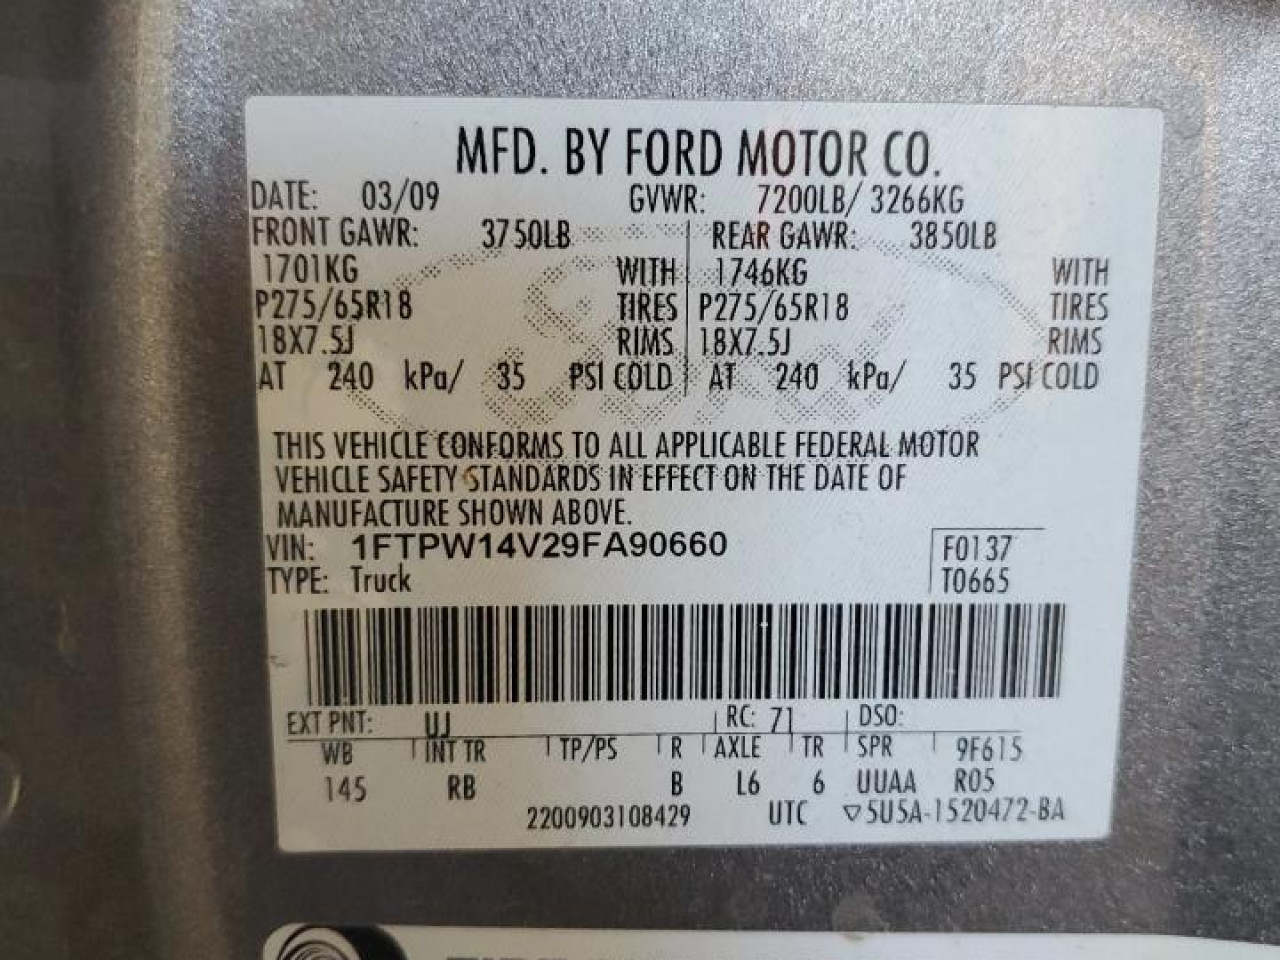 MFD. BY FORD MOTOR CO.
DATE: 03/09 GVWR: 7200LB/ 3266KG
FRONT GAWR: 3750LB REAR GAWR: 3850LB
1701KG WITH 1746KG WITH
P275/65R18 TIRES P275/65R18 TIRES
18X7.5J RIMS 18X7.5J RIMS
AT 240 kPa/ 35 PSI COLD AT 240 kPa/ 35 PSI COLD
THIS VEHICLE CONFORMS TO ALL APPLICABLE FEDERAL MOTOR
VEHICLE SAFETY STANDARDS IN EFFECT ON THE DATE OF
MANUFACTURE SHOWN ABOVE.
VIN: 1FTPW14V29FA90660 F0137
TYPE: Truck T0665
EXT PNT: UJ RC: 71 DSO:
WB INT TR TP/PS R AXLE TR SPR 9F615
145 RB B L6 6 UUAA R05
2200903108429 UTC ▽5U5A-1520472-BA